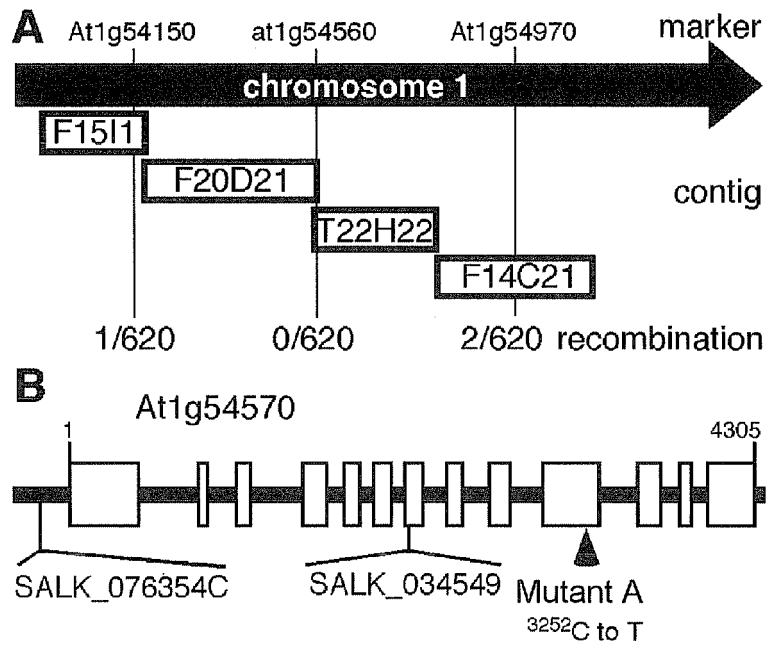 A At1g54150 at1g54560 At1g54970 marker
chromosome 1
F15I1
F20D21
contig
T22H22
F14C21
1/620 0/620 2/620 recombination
B
At1g54570
1 4305
SALK_076354C SALK_034549 Mutant A
3252C to T